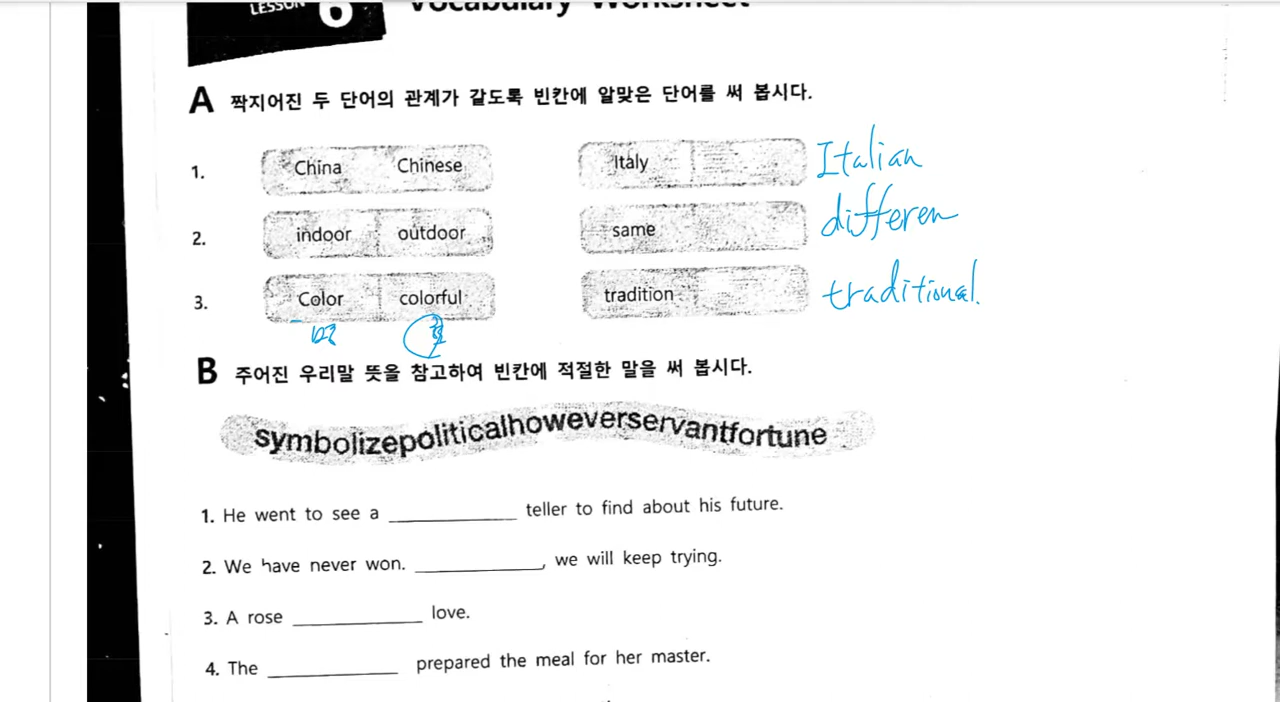 LESSON 6 Vocabulary Worksheet
A 짝지어진 두 단어의 관계가 같도록 빈칸에 알맞은 단어를 써 봅시다.
1. China Chinese Italy Italian
2. indoor outdoor same differen
3. Color colorful tradition traditional.
B 주어진 우리말 뜻을 참고하여 빈칸에 적절한 말을 써 봅시다.
symbolizepoliticalhoweverservantfortune
1. He went to see a ____________ teller to find about his future.
2. We have never won. ____________, we will keep trying.
3. A rose ____________ love.
4. The ____________ prepared the meal for her master.